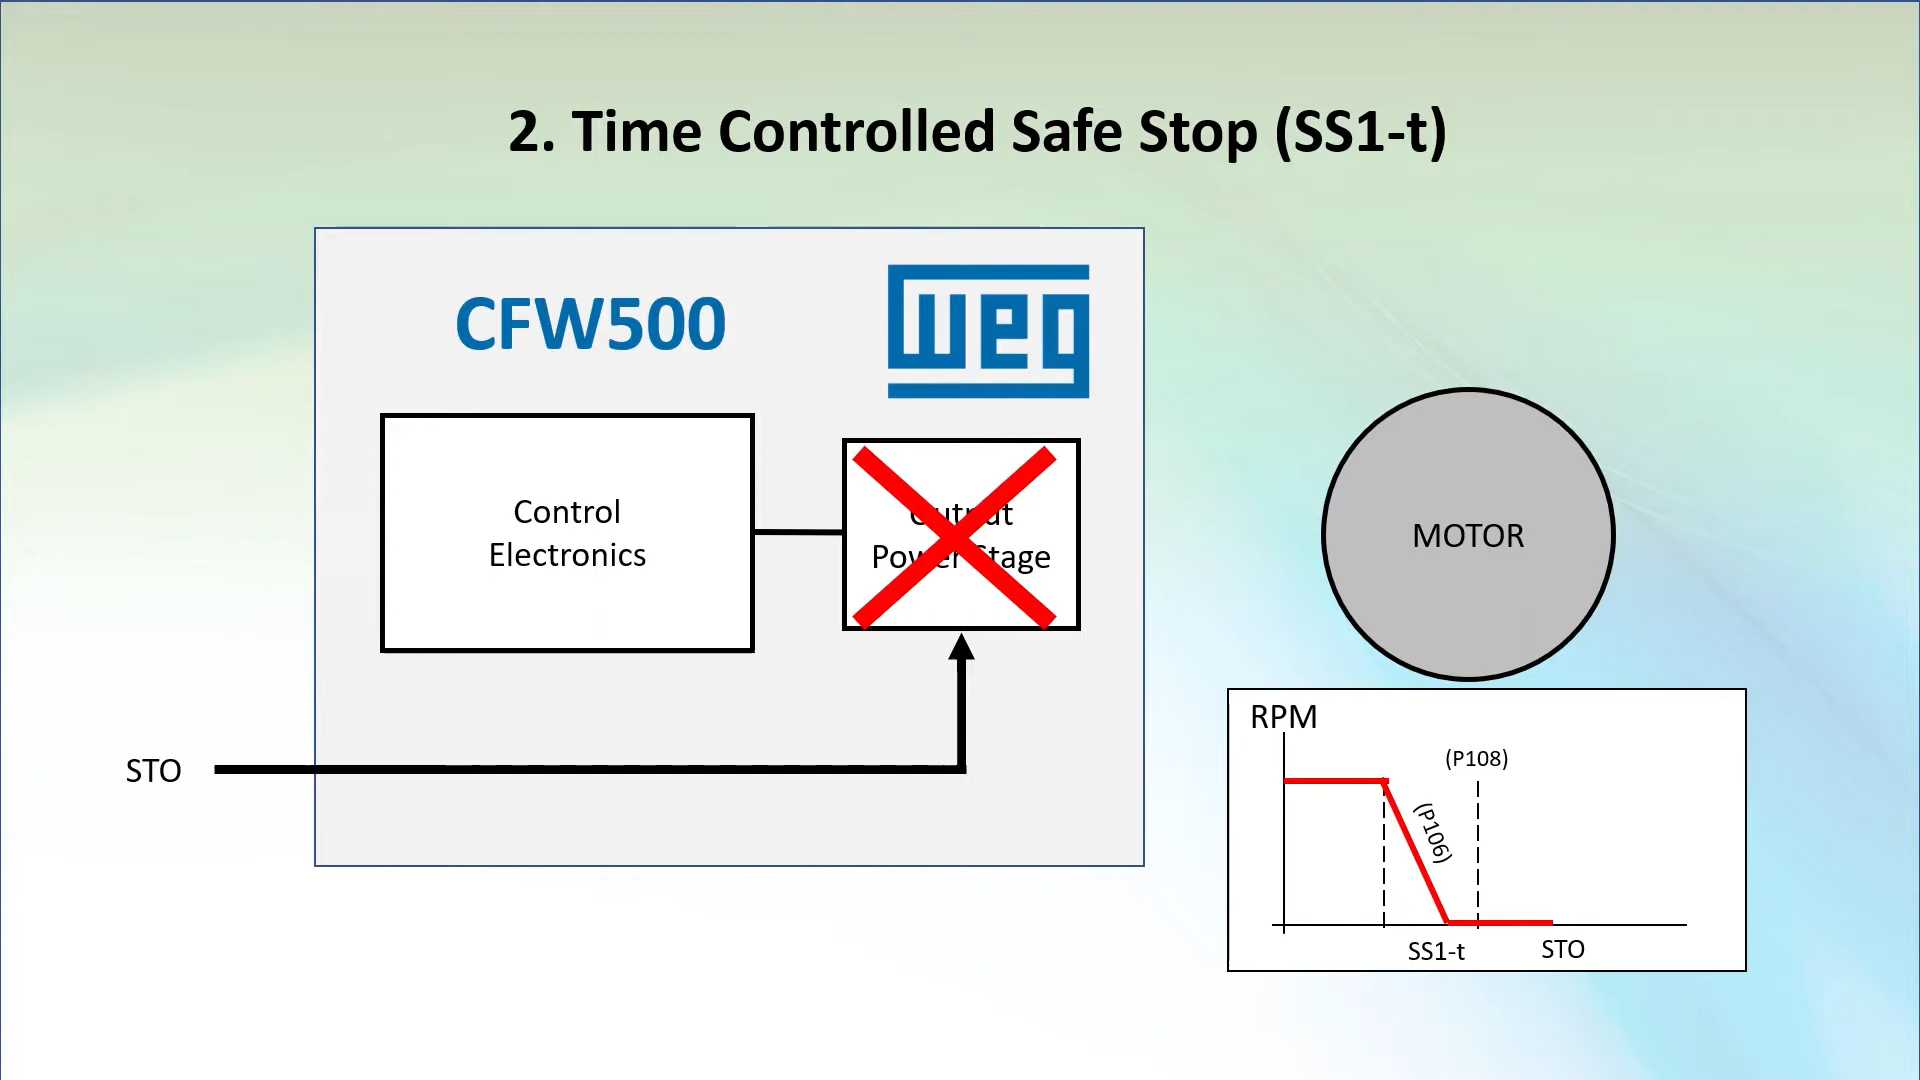 2. Time Controlled Safe Stop (SS1-t)
CFW500
weg
Control
Electronics
Output
Power Stage
MOTOR
STO
RPM
(P108)
(P106)
SS1-t
STO